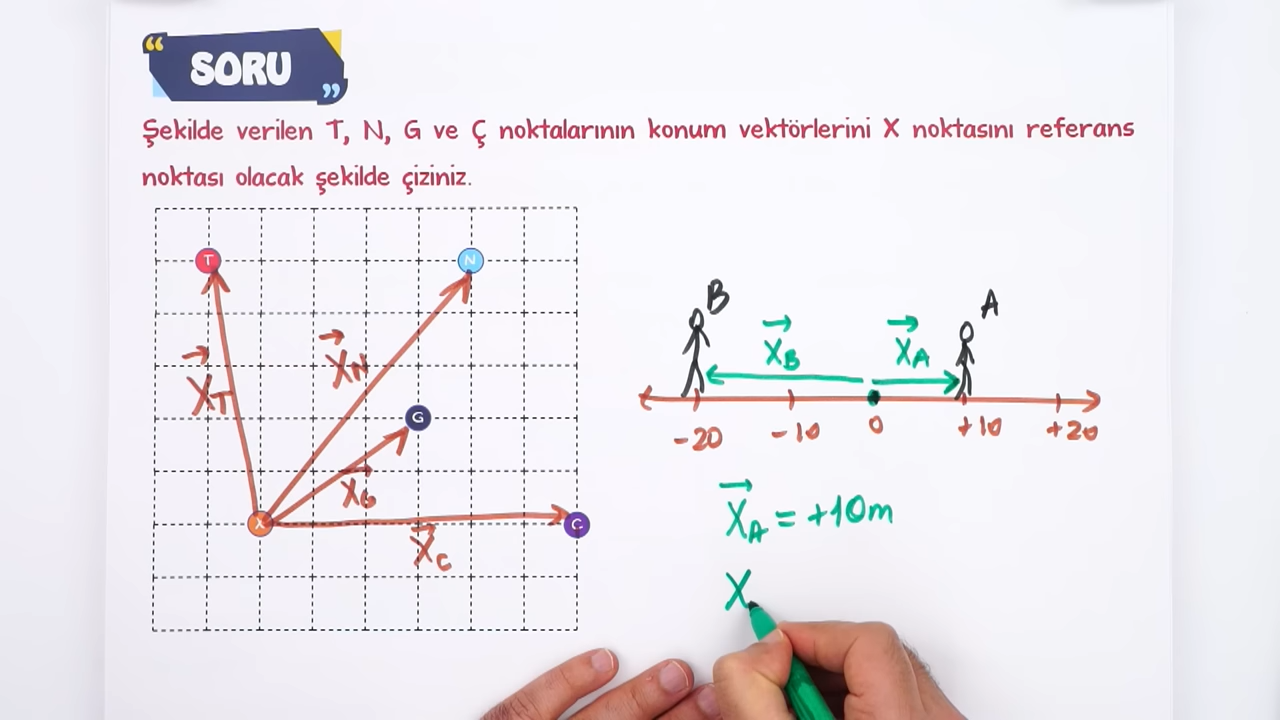 “ SORU ”
Şekilde verilen T, N, G ve Ç noktalarının konum vektörlerini X noktasını referans
noktası olacak şekilde çiziniz.
T
N
X_T
X_N
G
X_G
X
X_C
Ç
B
A
X_B
X_A
-20 -10 0 +10 +20
X_A = +10m
X